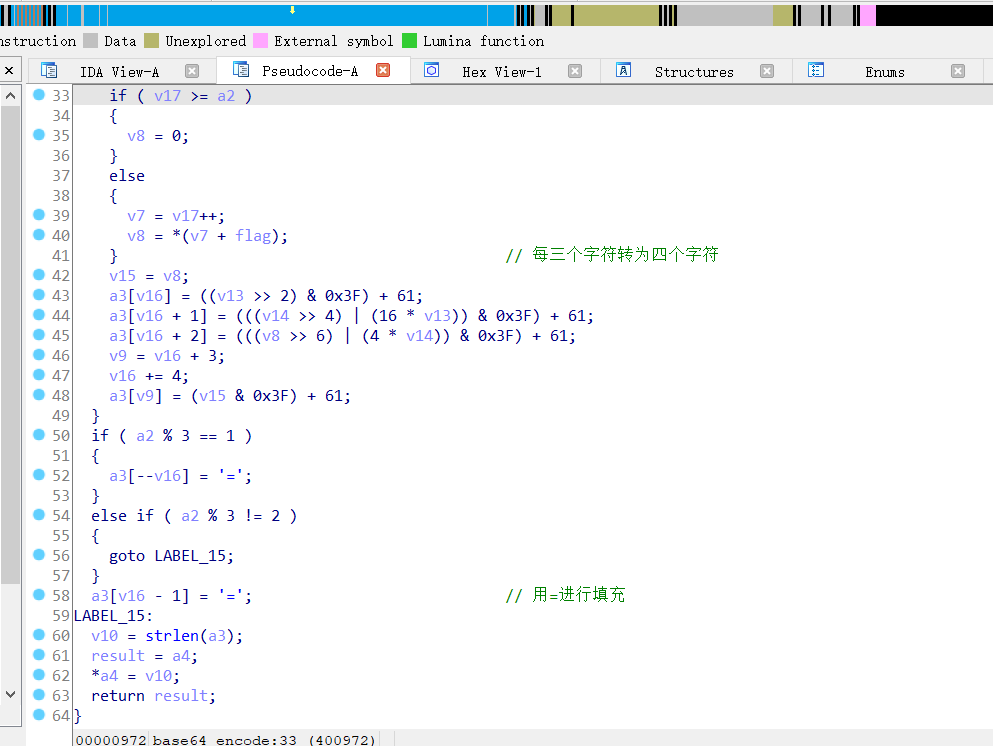 nstruction Data Unexplored External symbol Lumina function
IDA View-A Pseudocode-A Hex View-1 Structures Enums
33 if ( v17 >= a2 )
34 {
35 v8 = 0;
36 }
37 else
38 {
39 v7 = v17++;
40 v8 = *(v7 + flag);
41 } // 每三个字符转为四个字符
42 v15 = v8;
43 a3[v16] = ((v13 >> 2) & 0x3F) + 61;
44 a3[v16 + 1] = (((v14 >> 4) | (16 * v13)) & 0x3F) + 61;
45 a3[v16 + 2] = (((v8 >> 6) | (4 * v14)) & 0x3F) + 61;
46 v9 = v16 + 3;
47 v16 += 4;
48 a3[v9] = (v15 & 0x3F) + 61;
49 }
50 if ( a2 % 3 == 1 )
51 {
52 a3[--v16] = '=';
53 }
54 else if ( a2 % 3 != 2 )
55 {
56 goto LABEL_15;
57 }
58 a3[v16 - 1] = '='; // 用=进行填充
59 LABEL_15:
60 v10 = strlen(a3);
61 result = a4;
62 *a4 = v10;
63 return result;
64 }
00000972 base64_encode:33 (400972)